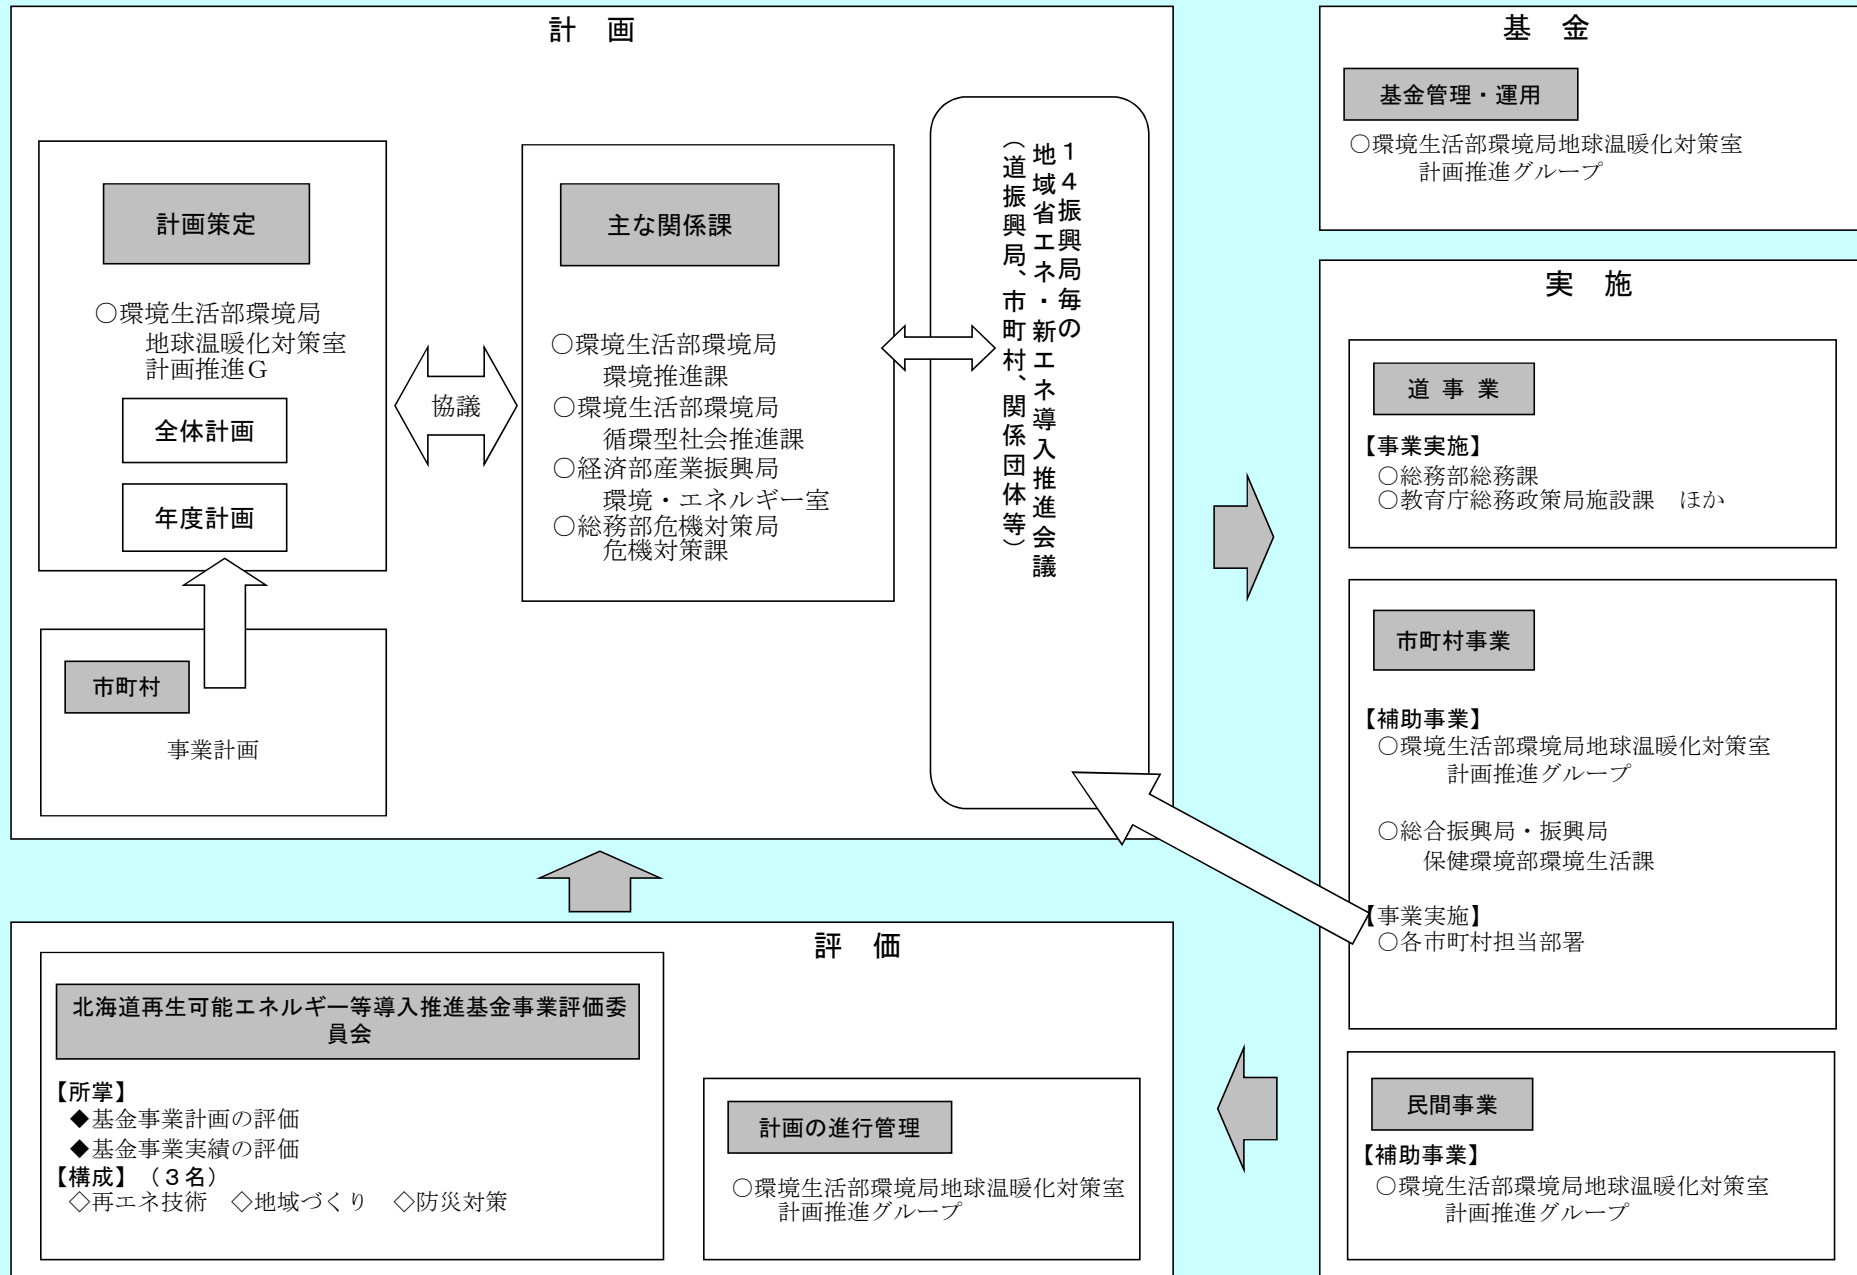 計　画
計画策定
○環境生活部環境局
地球温暖化対策室
計画推進Ｇ
全体計画
年度計画
市町村
事業計画
協議
主な関係課
○環境生活部環境局
環境推進課
○環境生活部環境局
循環型社会推進課
○経済部産業振興局
環境・エネルギー室
○総務部危機対策局
危機対策課
１４振興局毎の
地域省エネ・新エネ導入推進会議
（道振興局、市町村、関係団体等）
基　金
基金管理・運用
○環境生活部環境局地球温暖化対策室
計画推進グループ
実　施
道 事 業
【事業実施】
○総務部総務課
○教育庁総務政策局施設課　ほか
市町村事業
【補助事業】
○環境生活部環境局地球温暖化対策室
計画推進グループ
○総合振興局・振興局
保健環境部環境生活課
【事業実施】
○各市町村担当部署
民間事業
【補助事業】
○環境生活部環境局地球温暖化対策室
計画推進グループ
評　価
北海道再生可能エネルギー等導入推進基金事業評価委
員会
【所掌】
◆基金事業計画の評価
◆基金事業実績の評価
【構成】（３名）
◇再エネ技術　◇地域づくり　◇防災対策
計画の進行管理
○環境生活部環境局地球温暖化対策室
計画推進グループ